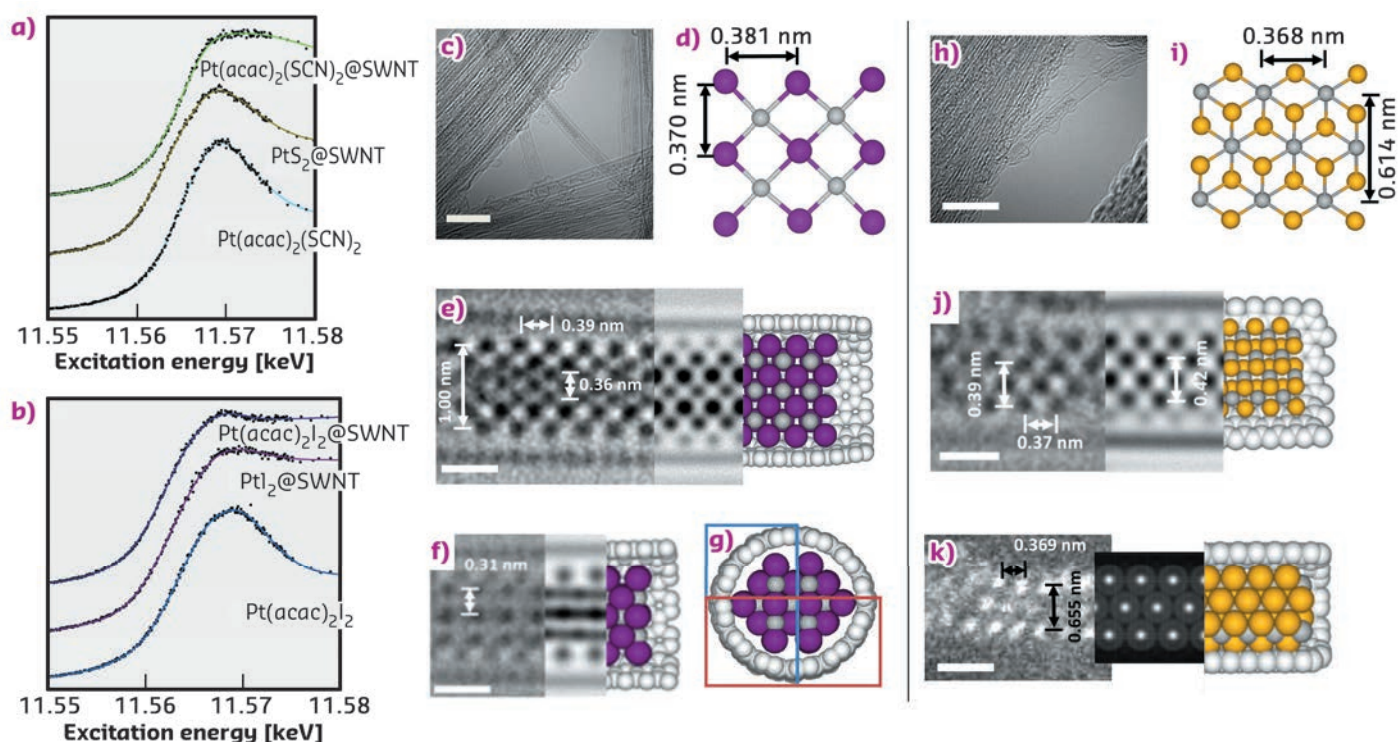 a)
Pt(acac)₂(SCN)₂@SWNT
PtS₂@SWNT
Pt(acac)₂(SCN)₂
11.55 11.56 11.57 11.58
Excitation energy [keV]
b)
Pt(acac)₂I₂@SWNT
PtI₂@SWNT
Pt(acac)₂I₂
11.55 11.56 11.57 11.58
Excitation energy [keV]
c)
d)
0.381 nm
0.370 nm
e)
0.39 nm
1.00 nm
0.36 nm
f)
0.31 nm
g)
h)
i)
0.368 nm
0.614 nm
j)
0.39 nm
0.42 nm
0.37 nm
k)
0.369 nm
0.655 nm